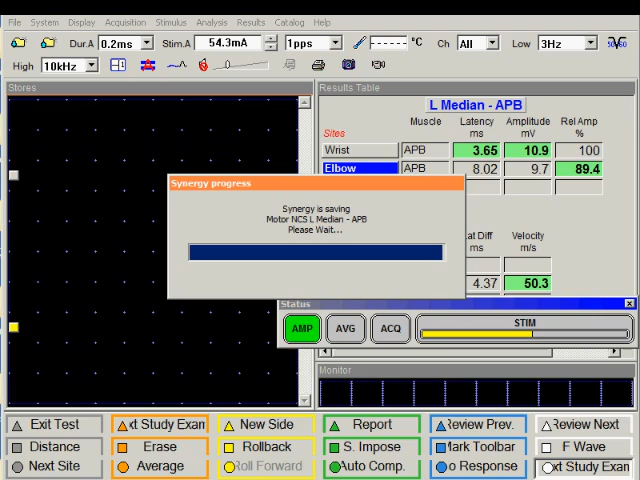 File System Display Acquisition Stimulus Analysis Results Catalog Help
Dur.A 0.2ms Stim.A 54.3mA 1pps ------ °C Ch All Low 3Hz 50/60
High 10kHz
Stores
Results Table
L Median - APB
Muscle Latency Amplitude Rel Amp
Sites ms mV %
Wrist APB 3.65 10.9 100
Elbow APB 8.02 9.7 89.4
Synergy progress
Synergy is saving
Motor NCS L Median - APB
Please Wait...
at Diff Velocity
ms m/s
4.37 50.3
Status
AMP AVG ACQ STIM
Monitor
Exit Test xt Study Exam New Side Report Review Prev. Review Next
Distance Erase Rollback S. Impose Mark Toolbar F Wave
Next Site Average Roll Forward Auto Comp. o Response xt Study Exam